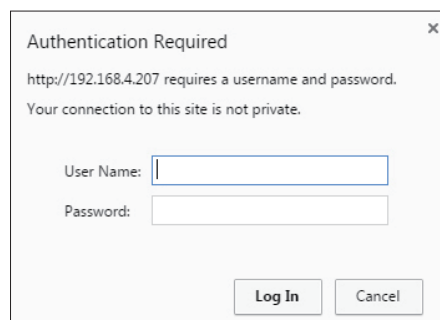 Authentication Required
http://192.168.4.207 requires a username and password.
Your connection to this site is not private.
User Name:
Password:
Log In
Cancel